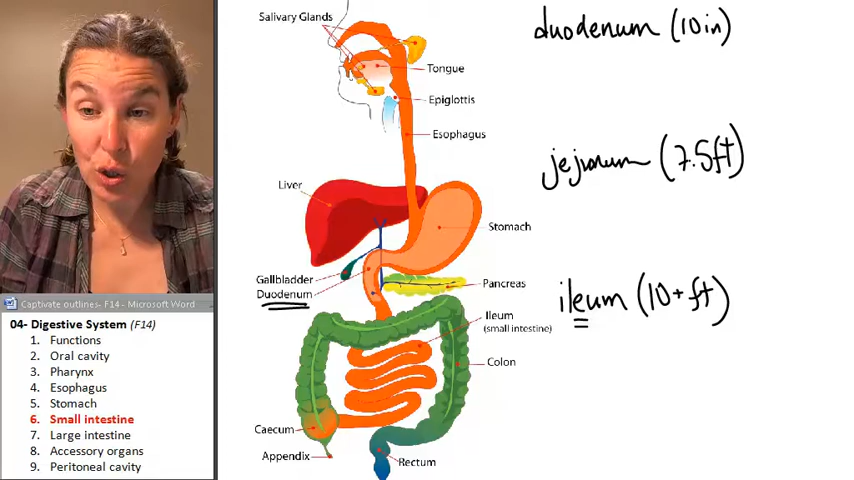 Salivary Glands
Tongue
Epiglottis
Esophagus
Liver
Stomach
Gallbladder
Duodenum
Pancreas
Ileum
(small intestine)
Colon
Caecum
Appendix
Rectum
duodenum (10in)
jejunum (7.5ft)
ileum (10+ ft)
Captivate outlines- F14 - Microsoft Word
04- Digestive System (F14)
1. Functions
2. Oral cavity
3. Pharynx
4. Esophagus
5. Stomach
6. Small intestine
7. Large intestine
8. Accessory organs
9. Peritoneal cavity